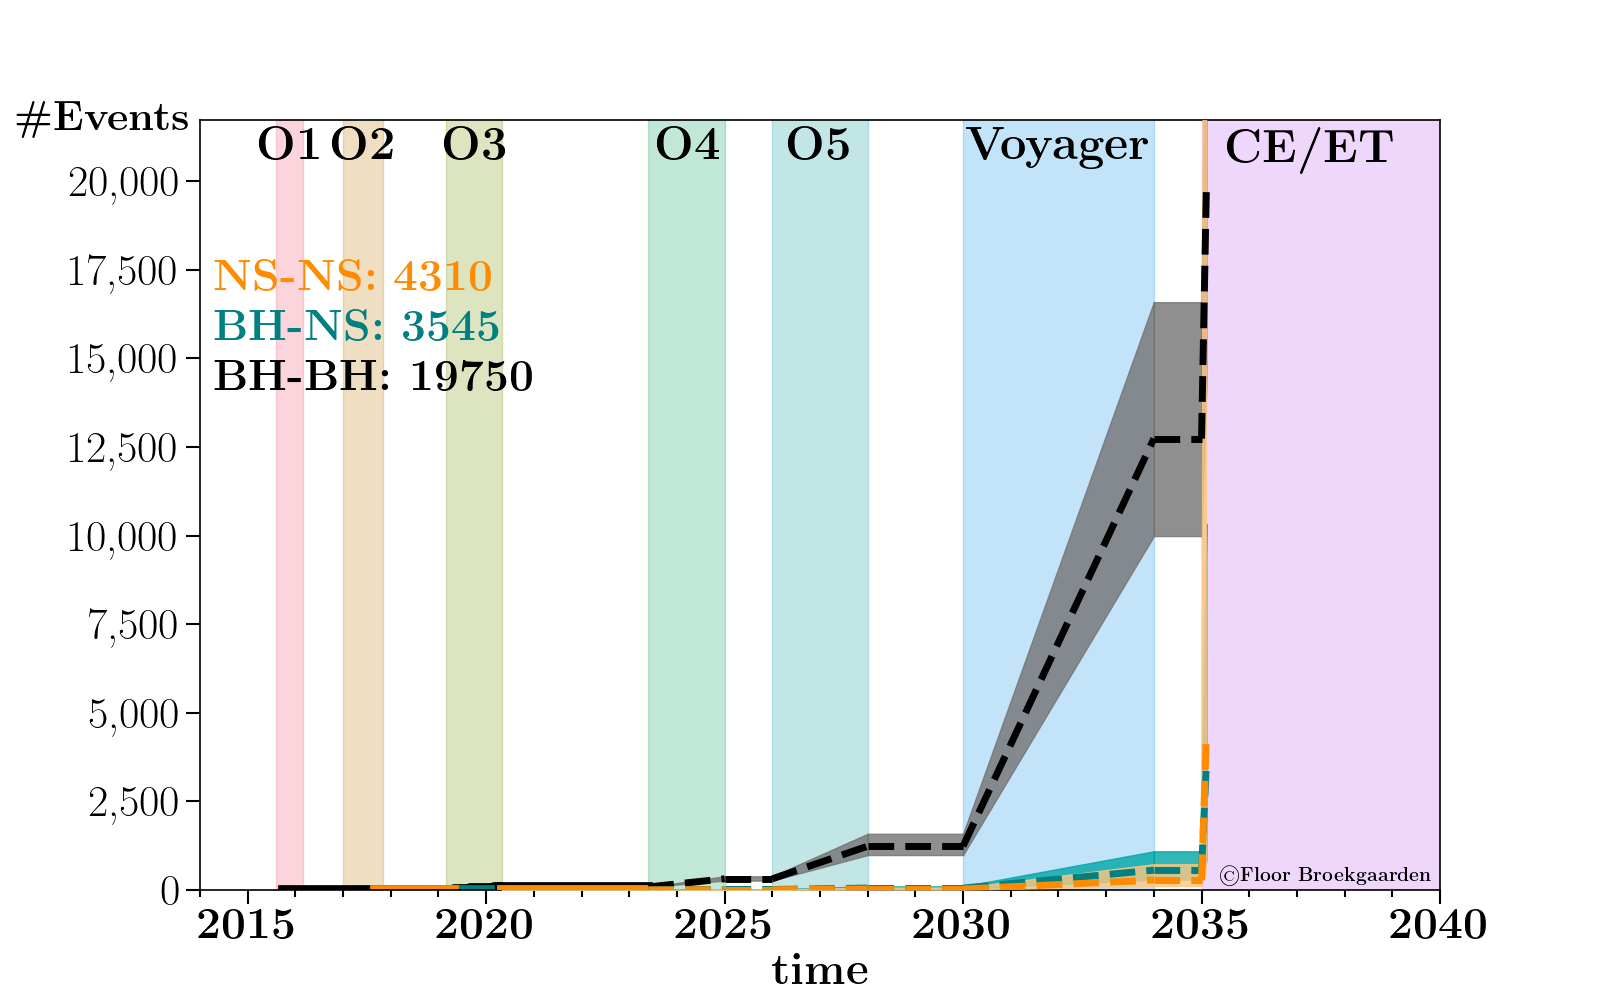 #Events
O1 O2 O3 O4 O5 Voyager CE/ET
20,000
17,500
15,000
12,500
10,000
7,500
5,000
2,500
0
NS-NS: 4310
BH-NS: 3545
BH-BH: 19750
©Floor Broekgaarden
2015 2020 2025 2030 2035 2040
time